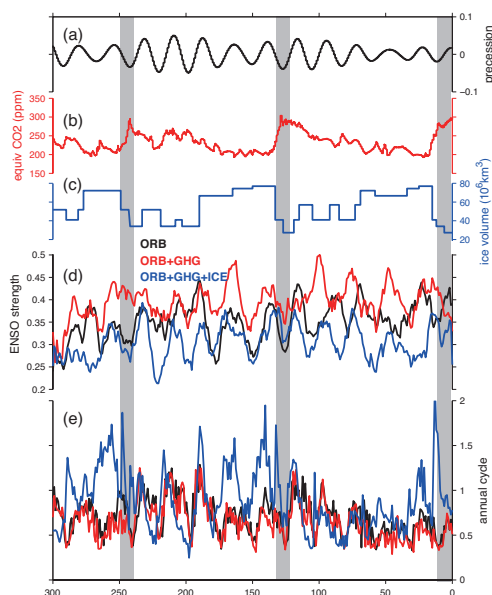 (a)
0.1
−0.1
precession
(b)
350
300
250
200
150
equiv CO2 (ppm)
(c)
80
60
40
20
ice volume (10⁶km³)
ORB
ORB+GHG
ORB+GHG+ICE
(d)
0.5
0.45
0.4
0.35
0.3
0.25
0.2
ENSO strength
(e)
2
1.5
1
0.5
0
annual cycle
300 250 200 150 100 50 0